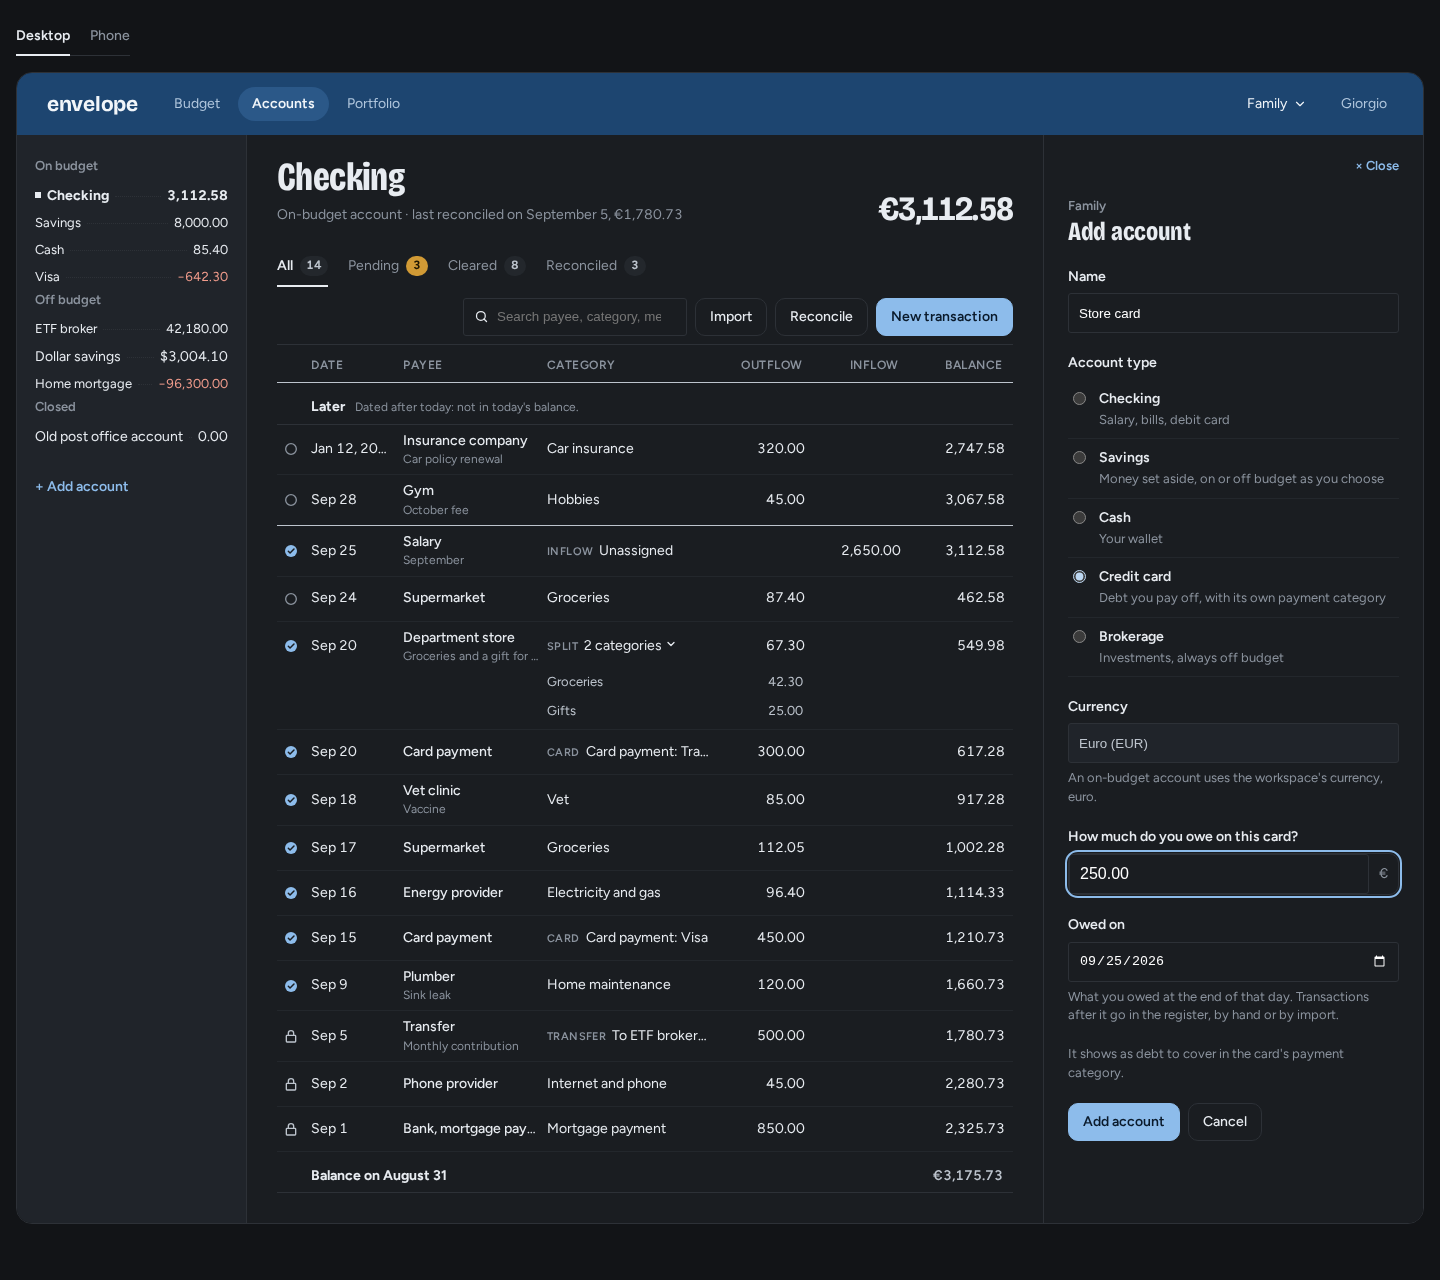 Desktop Phone
envelope Budget Accounts Portfolio Family Giorgio
On budget
Checking 3,112.58
Savings 8,000.00
Cash 85.40
Visa −642.30
Off budget
ETF broker 42,180.00
Dollar savings $3,004.10
Home mortgage −96,300.00
Closed
Old post office account 0.00
+ Add account
Checking
On-budget account · last reconciled on September 5, €1,780.73
€3,112.58
All 14 Pending 3 Cleared 8 Reconciled 3
Search payee, category, me Import Reconcile New transaction
DATE PAYEE CATEGORY OUTFLOW INFLOW BALANCE
Later Dated after today: not in today's balance.
Jan 12, 20… Insurance company Car insurance 320.00 2,747.58
Car policy renewal
Sep 28 Gym Hobbies 45.00 3,067.58
October fee
Sep 25 Salary INFLOW Unassigned 2,650.00 3,112.58
September
Sep 24 Supermarket Groceries 87.40 462.58
Sep 20 Department store SPLIT 2 categories 67.30 549.98
Groceries and a gift for …
Groceries 42.30
Gifts 25.00
Sep 20 Card payment CARD Card payment: Tra… 300.00 617.28
Sep 18 Vet clinic Vet 85.00 917.28
Vaccine
Sep 17 Supermarket Groceries 112.05 1,002.28
Sep 16 Energy provider Electricity and gas 96.40 1,114.33
Sep 15 Card payment CARD Card payment: Visa 450.00 1,210.73
Sep 9 Plumber Home maintenance 120.00 1,660.73
Sink leak
Sep 5 Transfer TRANSFER To ETF broker… 500.00 1,780.73
Monthly contribution
Sep 2 Phone provider Internet and phone 45.00 2,280.73
Sep 1 Bank, mortgage pay… Mortgage payment 850.00 2,325.73
Balance on August 31 €3,175.73
× Close
Family
Add account
Name
Store card
Account type
Checking
Salary, bills, debit card
Savings
Money set aside, on or off budget as you choose
Cash
Your wallet
Credit card
Debt you pay off, with its own payment category
Brokerage
Investments, always off budget
Currency
Euro (EUR)
An on-budget account uses the workspace's currency,
euro.
How much do you owe on this card?
250.00 €
Owed on
09/25/2026
What you owed at the end of that day. Transactions
after it go in the register, by hand or by import.
It shows as debt to cover in the card's payment
category.
Add account Cancel